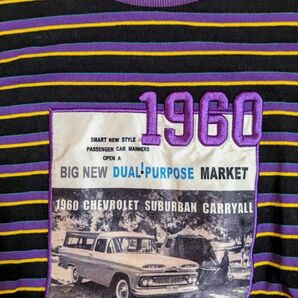 1960
SMART NEW STYLE
PASSENGER CAR MANNERS
OPEN A
BIG NEW DUAL-PURPOSE MARKET
1960 CHEVROLET SUBURBAN CARRYALL